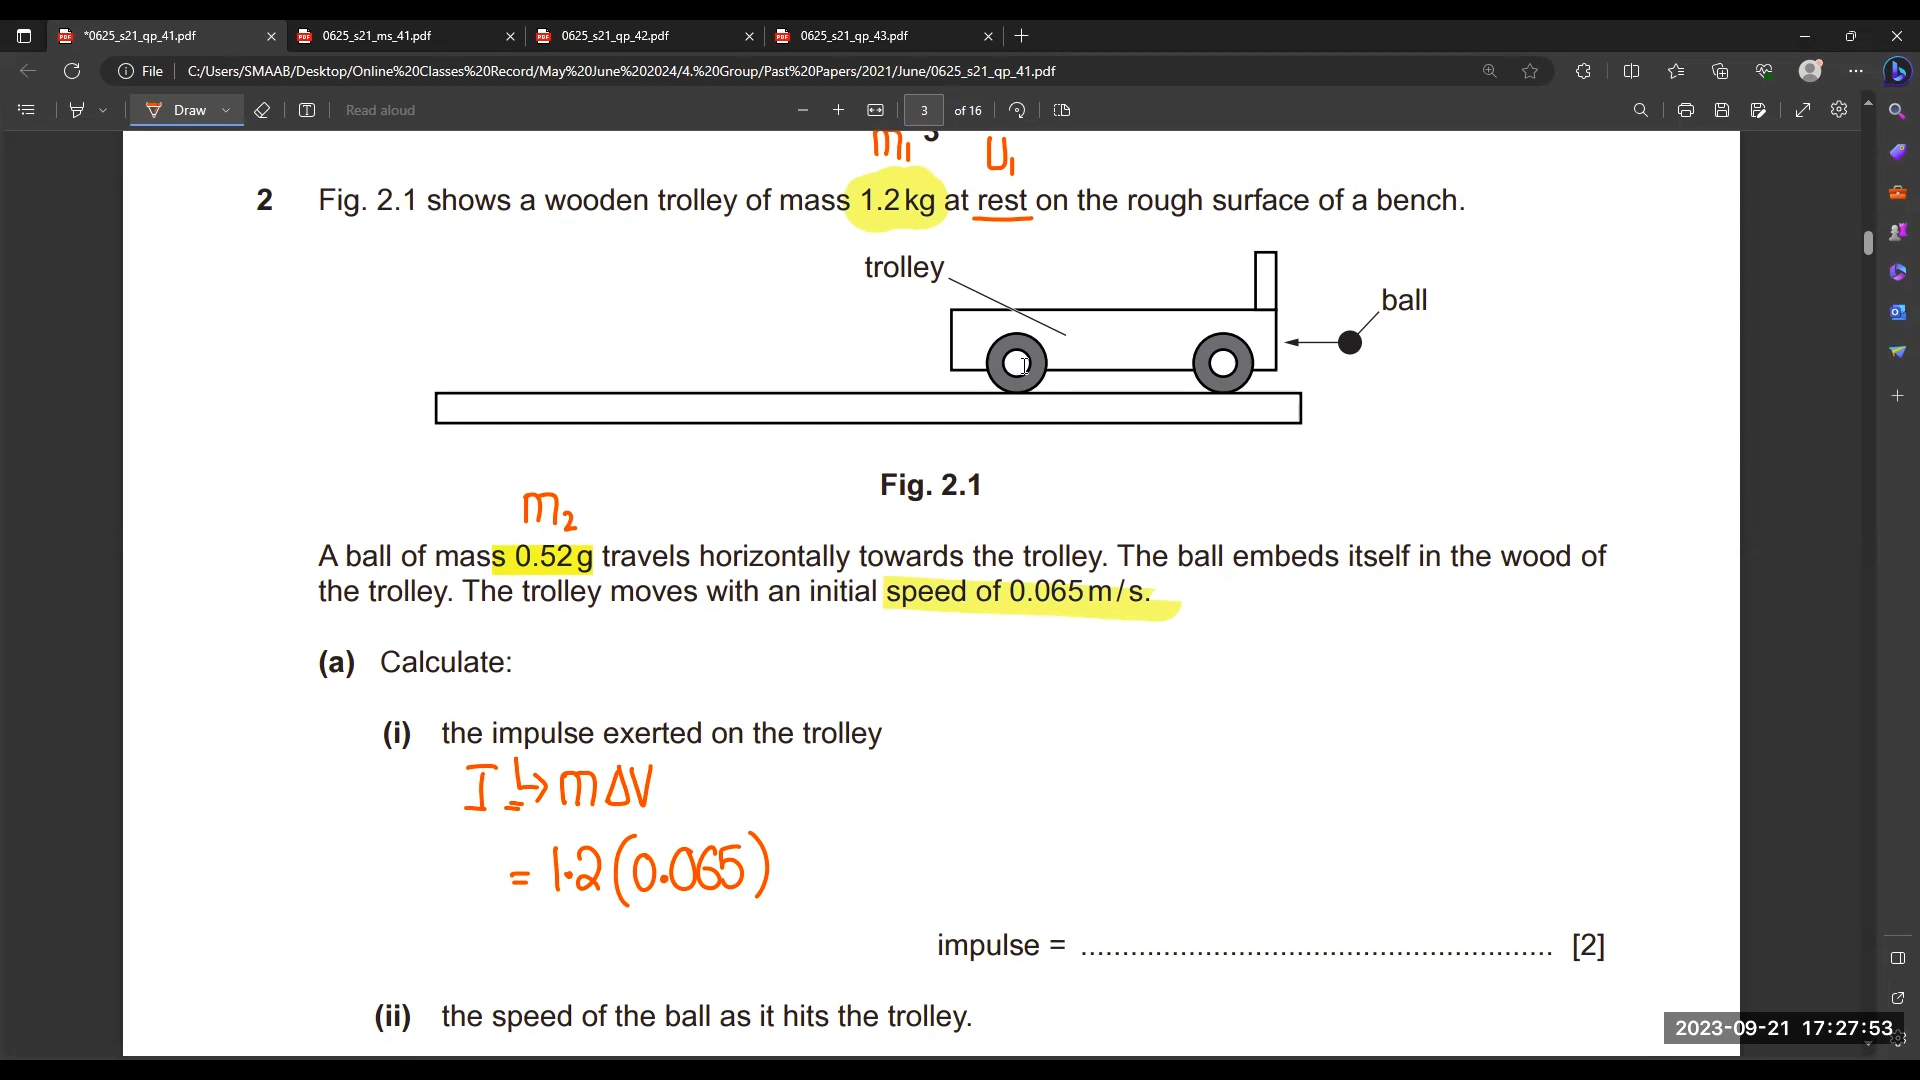 *0625_s21_qp_41.pdf
0625_s21_ms_41.pdf
0625_s21_qp_42.pdf
0625_s21_qp_43.pdf
File
C:/Users/SMAAB/Desktop/Online%20Classes%20Record/May%20June%202024/4.%20Group/Past%20Papers/2021/June/0625_s21_qp_41.pdf
Draw
Read aloud
3 of 16
3
m1 U1
2 Fig. 2.1 shows a wooden trolley of mass 1.2 kg at rest on the rough surface of a bench.
trolley
ball
Fig. 2.1
m2
A ball of mass 0.52 g travels horizontally towards the trolley. The ball embeds itself in the wood of
the trolley. The trolley moves with an initial speed of 0.065 m / s.
(a) Calculate:
(i) the impulse exerted on the trolley
I = ↳ m ΔV
= 1.2 (0.065)
impulse = ........................................................ [2]
(ii) the speed of the ball as it hits the trolley.
2023-09-21 17:27:53